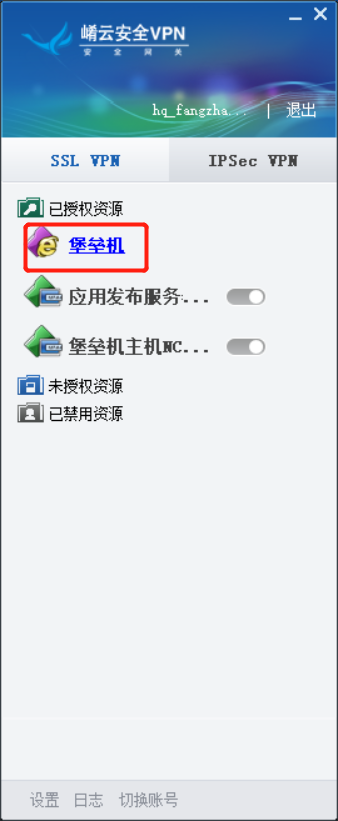 崤云安全VPN
安全网关
hq_fangzha... | 退出
SSL VPN IPSec VPN
已授权资源
堡垒机
应用发布服务...
堡垒机主机NC...
未授权资源
已禁用资源
设置 日志 切换账号